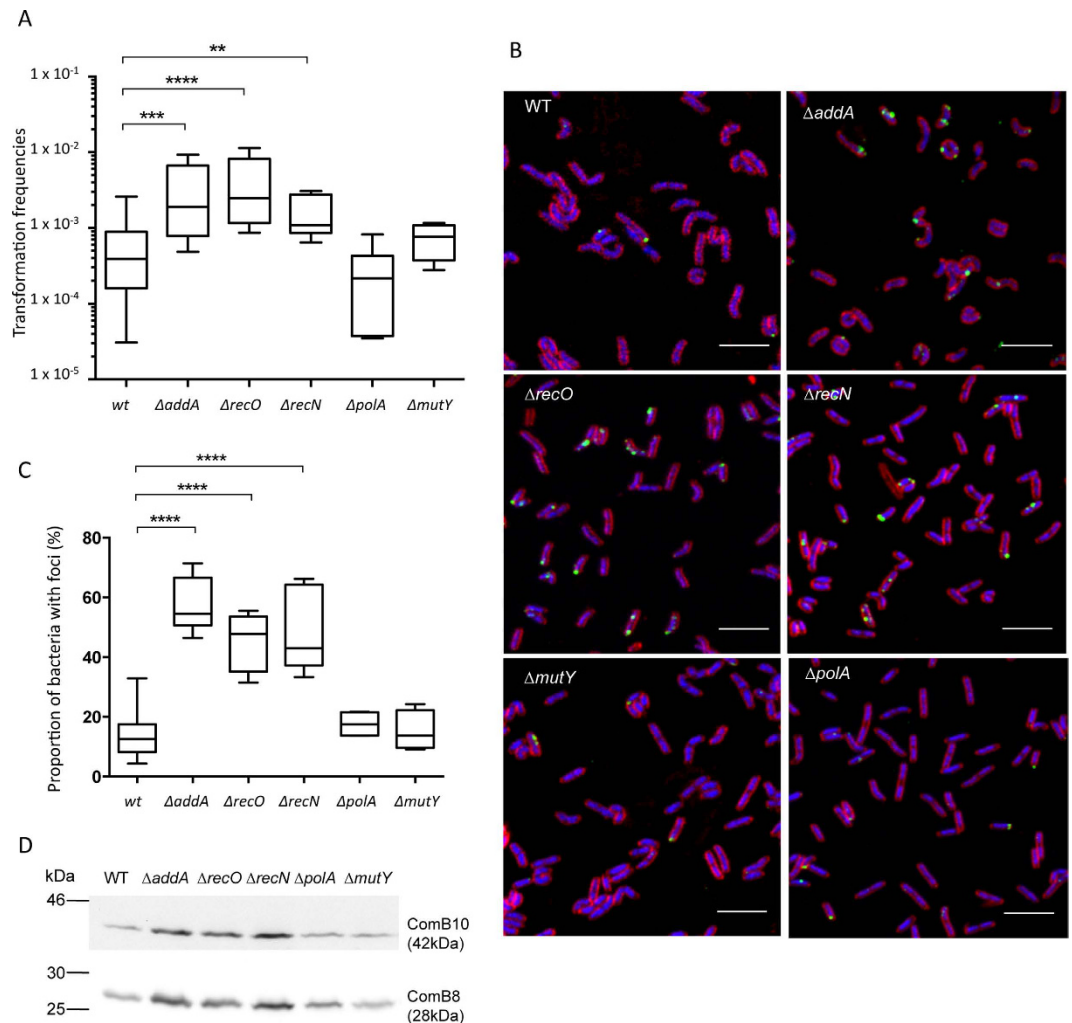 A
**
****
***
Transformation frequencies
1 x 10⁻¹
1 x 10⁻²
1 x 10⁻³
1 x 10⁻⁴
1 x 10⁻⁵
wt ΔaddA ΔrecO ΔrecN ΔpolA ΔmutY
B
WT
ΔaddA
ΔrecO
ΔrecN
ΔmutY
ΔpolA
C
****
****
****
Proportion of bacteria with foci (%)
80
60
40
20
0
wt ΔaddA ΔrecO ΔrecN ΔpolA ΔmutY
D
kDa WT ΔaddA ΔrecO ΔrecN ΔpolA ΔmutY
46
ComB10
(42kDa)
30
25
ComB8
(28kDa)